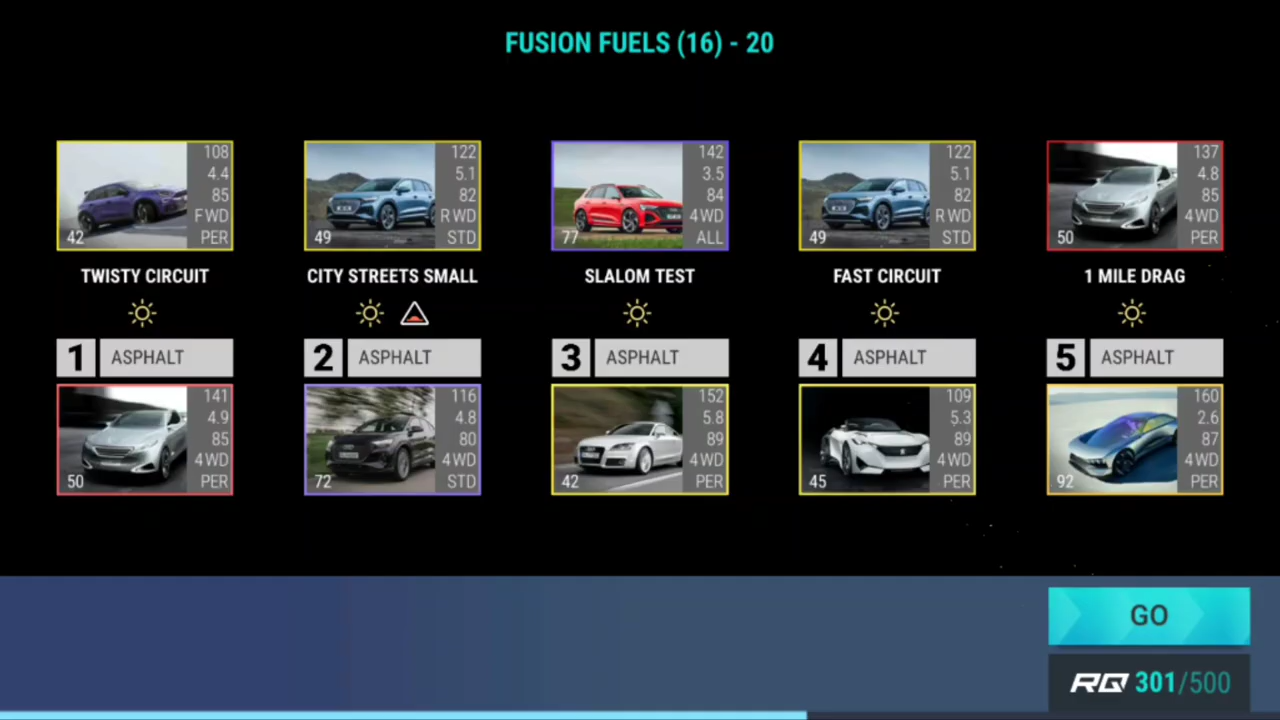 FUSION FUELS (16) - 20
108
4.4
85
FWD
PER
42
122
5.1
82
RWD
STD
49
142
3.5
84
4WD
ALL
77
122
5.1
82
RWD
STD
49
137
4.8
85
4WD
PER
50
TWISTY CIRCUIT
CITY STREETS SMALL
SLALOM TEST
FAST CIRCUIT
1 MILE DRAG
1 ASPHALT
2 ASPHALT
3 ASPHALT
4 ASPHALT
5 ASPHALT
141
4.9
85
4WD
PER
50
116
4.8
80
4WD
STD
72
152
5.8
89
4WD
PER
42
109
5.3
89
4WD
PER
45
160
2.6
87
4WD
PER
92
GO
RQ 301/500